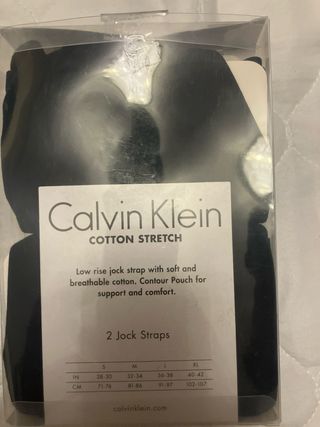 Calvin Klein
COTTON STRETCH
Low rise jock strap with soft and
breathable cotton. Contour Pouch for
support and comfort.
2 Jock Straps
S M L XL
IN 28-30 32-34 36-38 40-42
CM 71-76 81-86 91-97 102-107
calvinklein.com